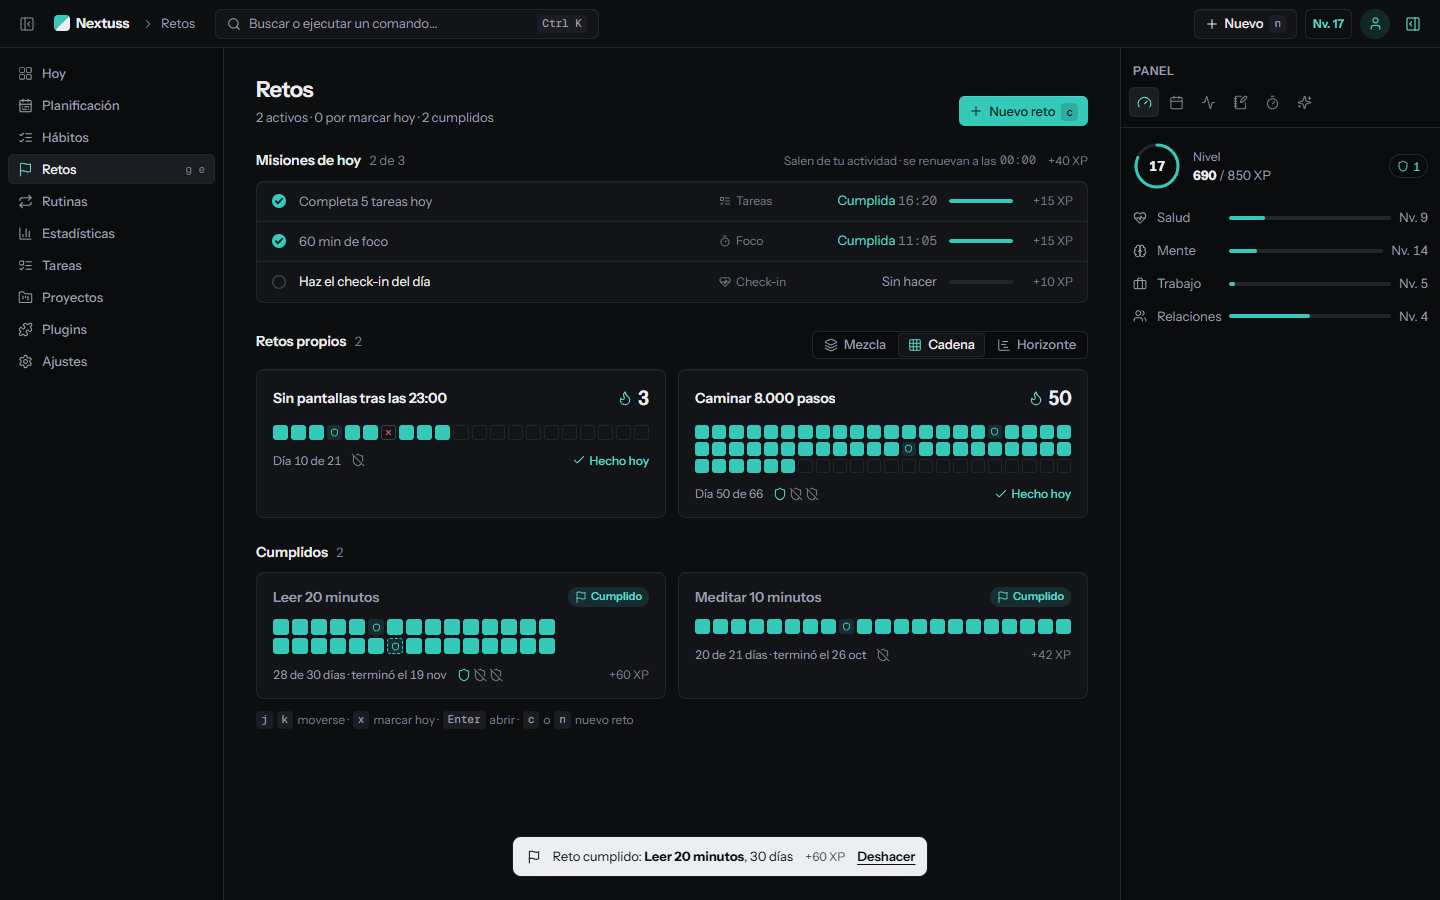 Nextuss
Retos
Buscar o ejecutar un comando...
Ctrl K
Nuevo n
Nv. 17
Hoy
Planificación
Hábitos
Retos g e
Rutinas
Estadísticas
Tareas
Proyectos
Plugins
Ajustes
Retos
2 activos · 0 por marcar hoy · 2 cumplidos
Nuevo reto c
Misiones de hoy 2 de 3
Salen de tu actividad · se renuevan a las 00:00 +40 XP
Completa 5 tareas hoy Tareas Cumplida 16:20 +15 XP
60 min de foco Foco Cumplida 11:05 +15 XP
Haz el check-in del día Check-in Sin hacer +10 XP
Retos propios 2
Mezcla Cadena Horizonte
Sin pantallas tras las 23:00 3
Día 10 de 21 Hecho hoy
Caminar 8.000 pasos 50
Día 50 de 66 Hecho hoy
Cumplidos 2
Leer 20 minutos Cumplido
28 de 30 días · terminó el 19 nov +60 XP
Meditar 10 minutos Cumplido
20 de 21 días · terminó el 26 oct +42 XP
j k moverse · x marcar hoy · Enter abrir · c o n nuevo reto
Reto cumplido: Leer 20 minutos, 30 días +60 XP Deshacer
PANEL
17
Nivel
690 / 850 XP
1
Salud Nv. 9
Mente Nv. 14
Trabajo Nv. 5
Relaciones Nv. 4